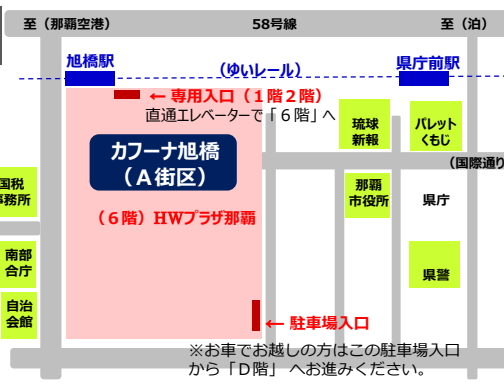 至（那覇空港）
58号線
至（泊）
旭橋駅
（ゆいレール）
県庁前駅
← 専用入口（１階２階）
直通エレベーターで「６階」へ
琉球
新報
パレット
くもじ
カフーナ旭橋
（Ａ街区）
（国際通り
国税
事務所
那覇
市役所
県庁
（６階）HWプラザ那覇
南部
合庁
県警
自治
会館
← 駐車場入口
※お車でお越しの方はこの駐車場入口
から「Ｄ階」へお進みください。